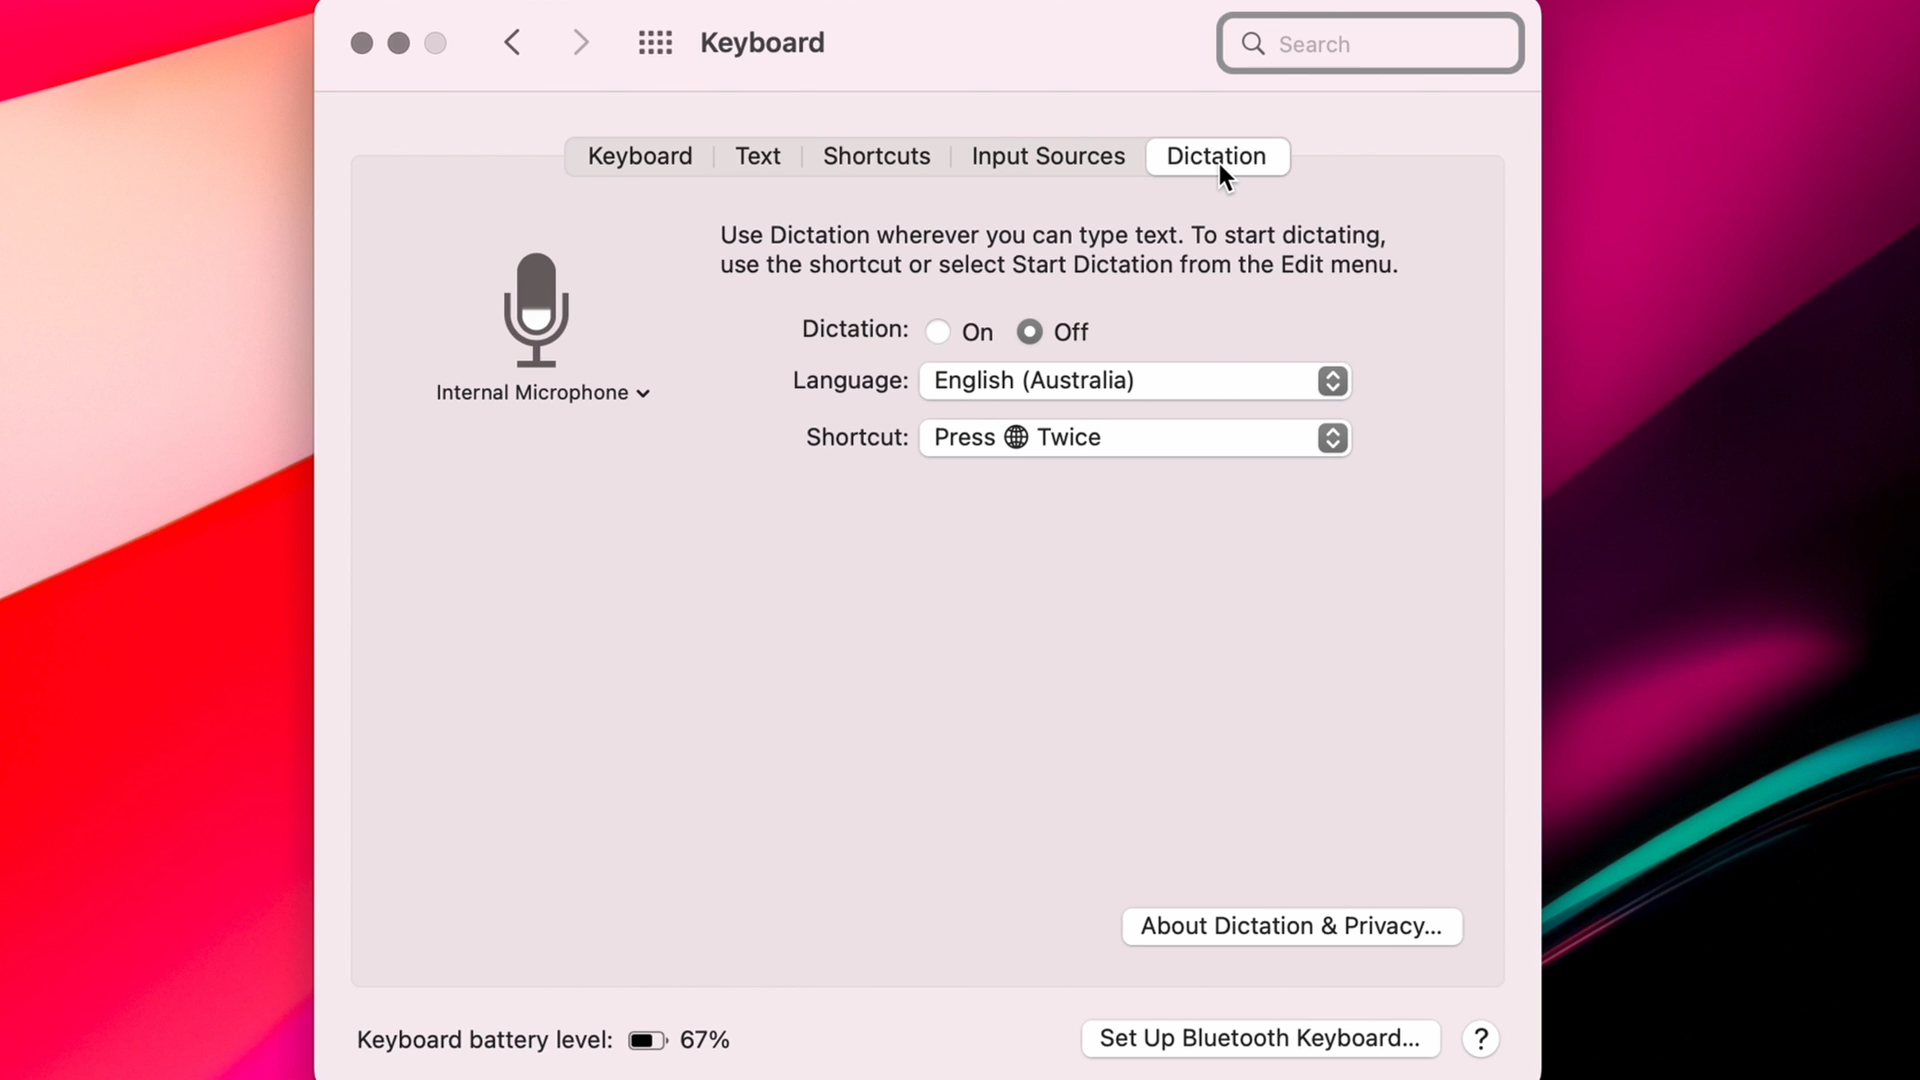 Keyboard
Search
Keyboard Text Shortcuts Input Sources Dictation
Use Dictation wherever you can type text. To start dictating,
use the shortcut or select Start Dictation from the Edit menu.
Internal Microphone
Dictation: On Off
Language: English (Australia)
Shortcut: Press 🌐 Twice
About Dictation & Privacy...
Keyboard battery level: 67%
Set Up Bluetooth Keyboard...
?